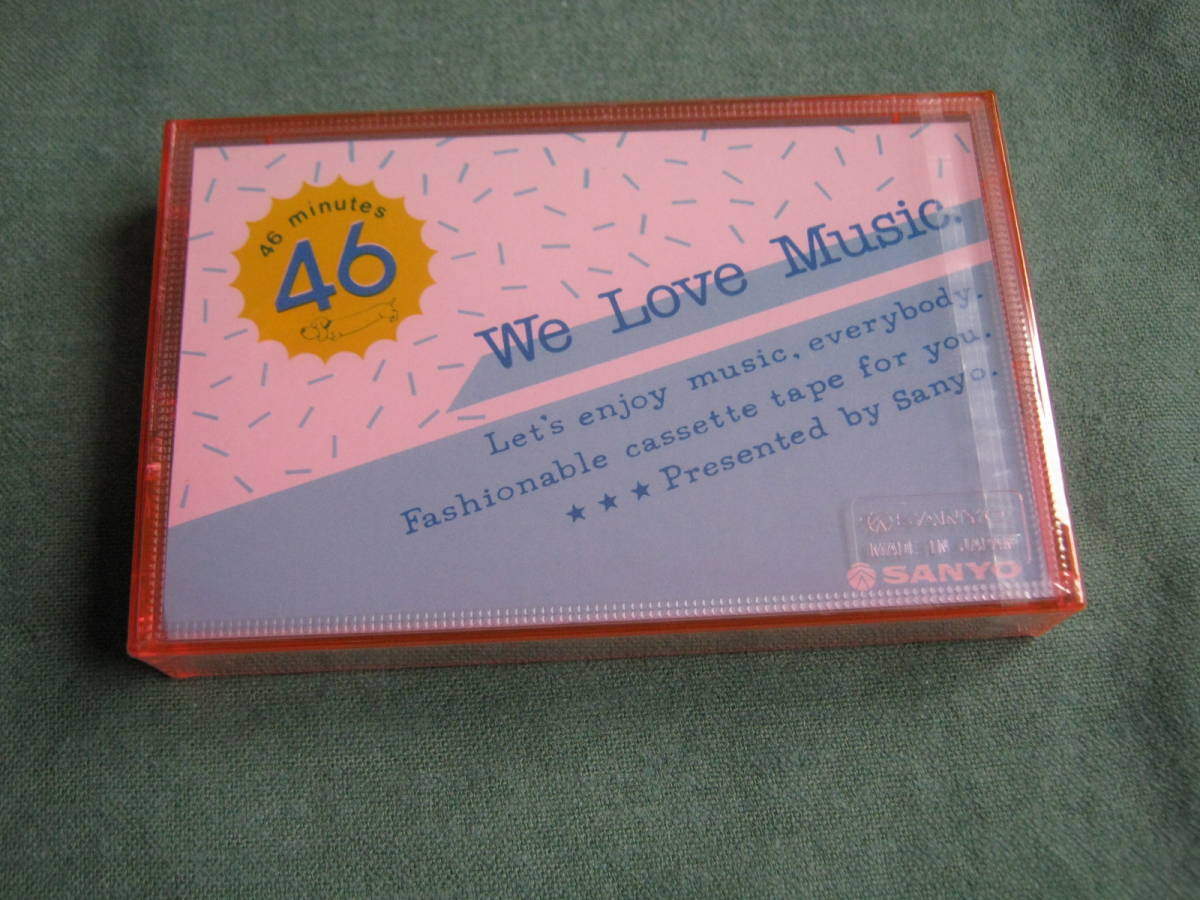 46 minutes
46
We Love Music.
Let's enjoy music, everybody.
Fashionable cassette tape for you.
★ ★ ★ Presented by Sanyo.
SANYO
MADE IN JAPAN
SANYO